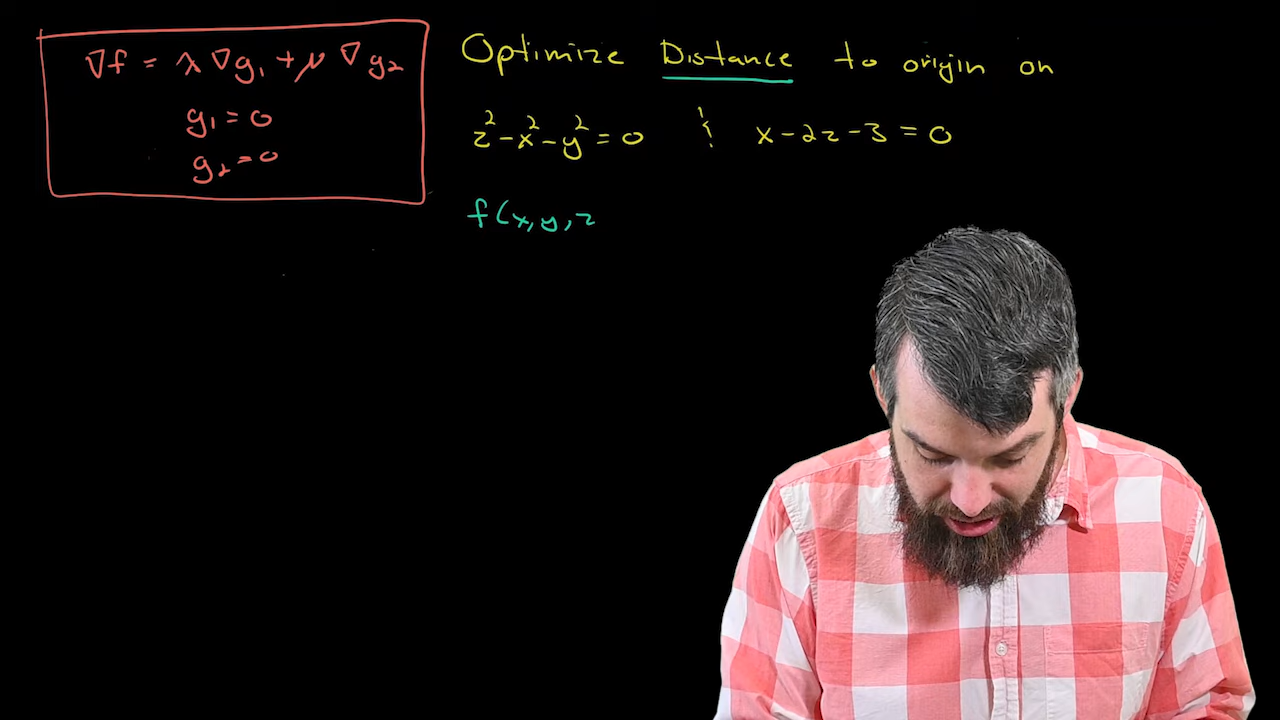 ∇f = λ∇g₁ + μ∇g₂
g₁ = 0
g₂ = 0
Optimize Distance to origin on
z² - x² - y² = 0 & x - 2z - 3 = 0
f(x, y, z